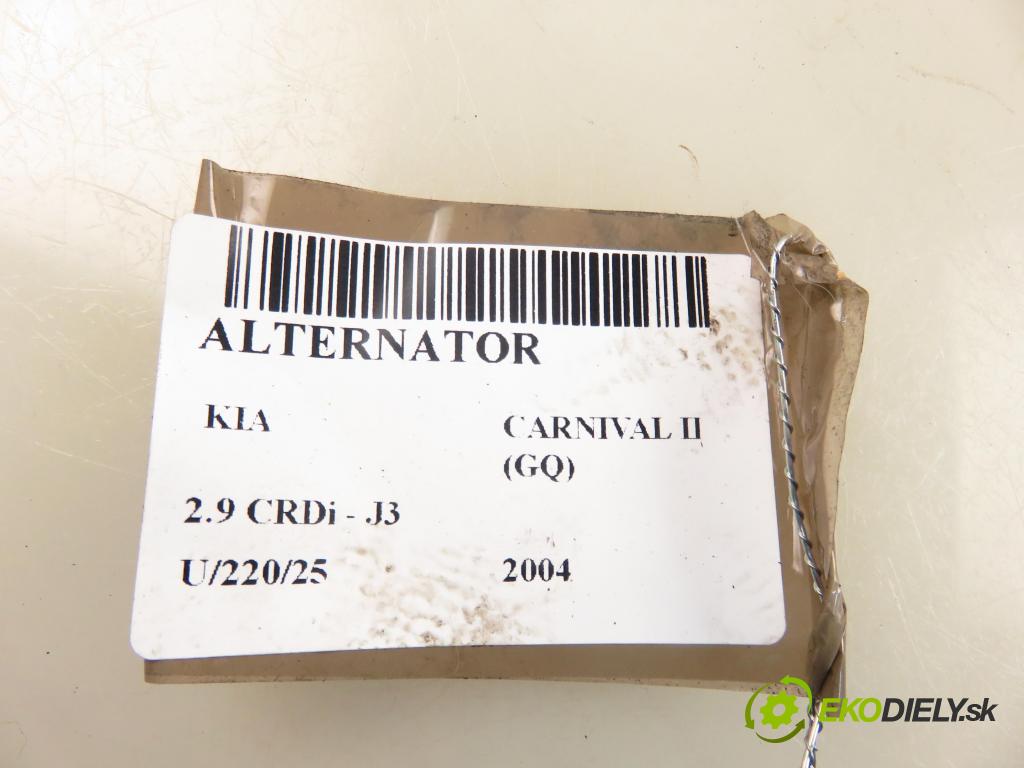 ALTERNATOR
KIA
CARNIVAL II
(GQ)
2.9 CRDi - J3
U/220/25
2004
EKODIELY.sk